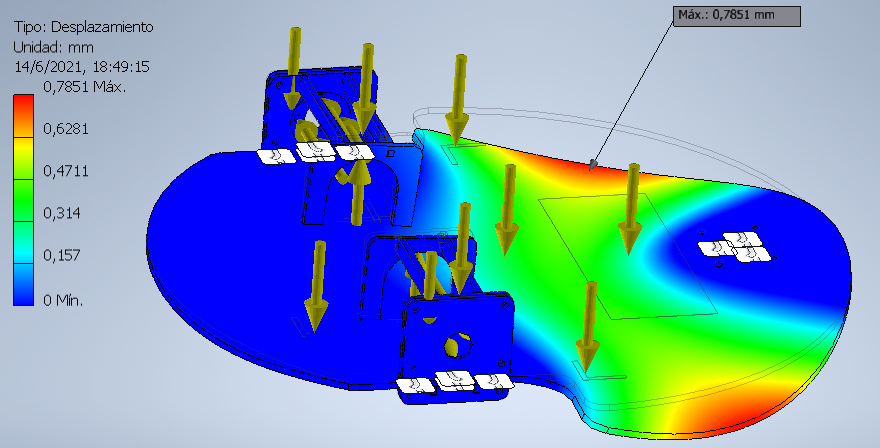 Tipo: Desplazamiento
Unidad: mm
14/6/2021, 18:49:15
0,7851 Máx.
0,6281
0,4711
0,314
0,157
0 Mín.
Máx.: 0,7851 mm